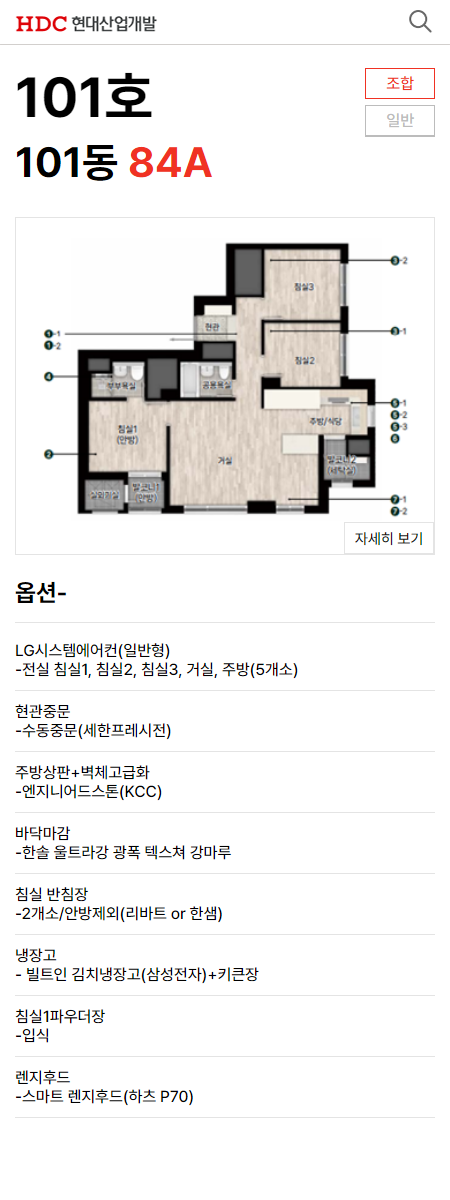 HDC 현대산업개발
101호
조합
일반
101동 84A
침실3
3-2
현관
1-1
1-2
침실2
3-1
4
부부욕실
공용욕실
침실1
(안방)
주방/식당
5-1
5-2
5-3
6
2
거실
발코니2
(세탁실)
실외기실
발코니1
(안방)
7-1
7-2
자세히 보기
옵션-
LG시스템에어컨(일반형)
-전실 침실1, 침실2, 침실3, 거실, 주방(5개소)
현관중문
-수동중문(세한프레시전)
주방상판+벽체고급화
-엔지니어드스톤(KCC)
바닥마감
-한솔 울트라강 광폭 텍스쳐 강마루
침실 반침장
-2개소/안방제외(리바트 or 한샘)
냉장고
- 빌트인 김치냉장고(삼성전자)+키큰장
침실1파우더장
-입식
렌지후드
-스마트 렌지후드(하츠 P70)